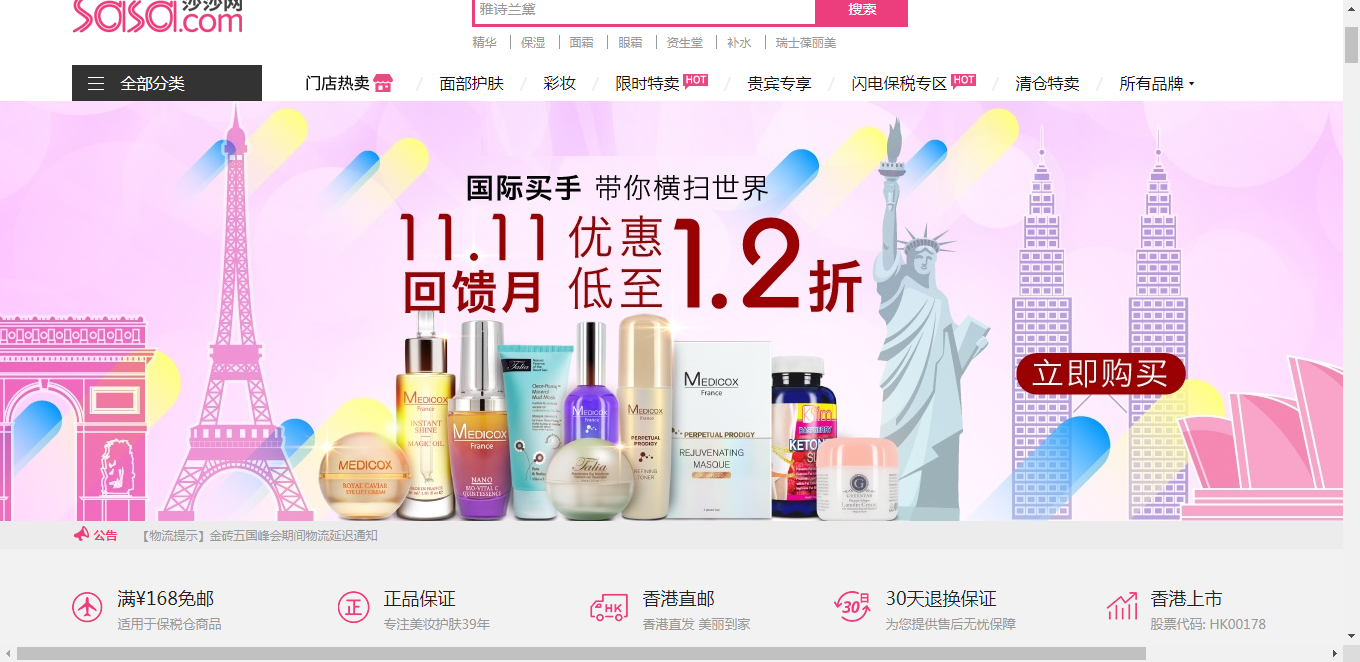 sasa.com 莎莎网
雅诗兰黛 搜索
精华 保湿 面霜 眼霜 资生堂 补水 瑞士葆丽美
全部分类 门店热卖 面部护肤 彩妆 限时特卖 HOT 贵宾专享 闪电保税专区 HOT 清仓特卖 所有品牌
国际买手 带你横扫世界
11.11 优惠 1.2折
回馈月 低至
立即购买
MEDICOX
France
INSTANT
SHINE
MAGIC OIL
MEDICOX
ROYAL CAVIAR
EYE LIFT CREAM
MEDICOX
France
NANO
BIO-VITAL C
QUINTESSENCE
Talia
Mud Mask
MEDICOX
France
Talia
MEDICOX
France
PERPETUAL
PRODIGY
REFINING
TONER
MEDICOX
France
PERPETUAL PRODIGY
REJUVENATING
MASQUE
RASPBERRY
公告 【物流提示】金砖五国峰会期间物流延迟通知
满¥168免邮
适用于保税仓商品
正
正品保证
专注美妆护肤39年
HK
香港直邮
香港直发 美丽到家
30日
30天退换保证
为您提供售后无忧保障
香港上市
股票代码: HK00178